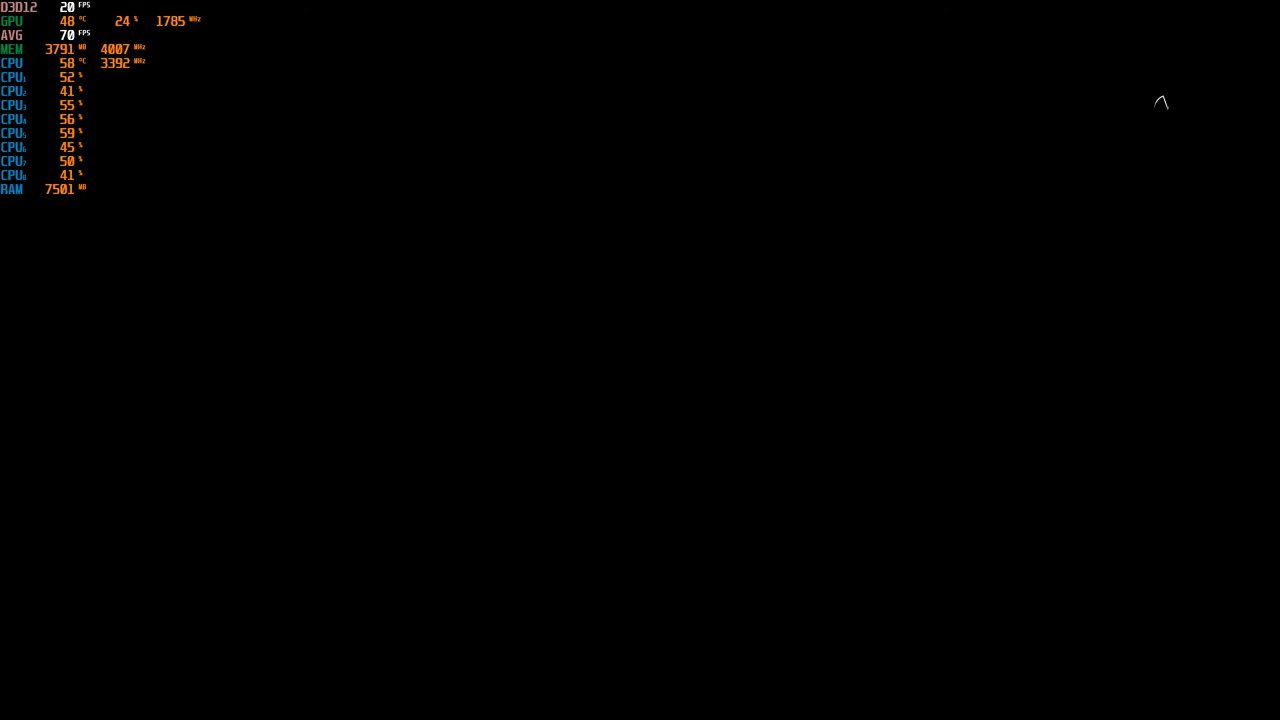 D3D12 20 FPS
GPU 48 °C 24 % 1785 MHz
AVG 70 FPS
MEM 3791 MB 4007 MHz
CPU 58 °C 3392 MHz
CPU1 52 %
CPU2 41 %
CPU3 55 %
CPU4 56 %
CPU5 59 %
CPU6 45 %
CPU7 50 %
CPU8 41 %
RAM 7501 MB